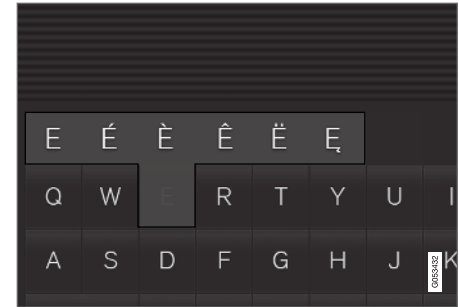 E É È Ê Ë Ę
Q W E R T Y U I
A S D F G H J K
G053432